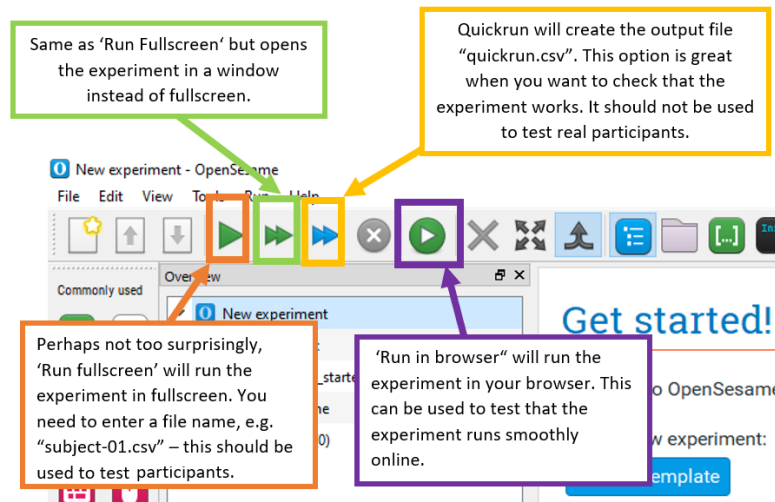 Same as ‘Run Fullscreen‘ but opens
the experiment in a window
instead of fullscreen.
Quickrun will create the output file
“quickrun.csv”. This option is great
when you want to check that the
experiment works. It should not be used
to test real participants.
New experiment - OpenSesame
File Edit View Tools Run Help
Commonly used
Overview
New experiment
Perhaps not too surprisingly,
‘Run fullscreen’ will run the
experiment in fullscreen. You
need to enter a file name, e.g.
“subject-01.csv” – this should be
used to test participants.
‘Run in browser“ will run the
experiment in your browser. This
can be used to test that the
experiment runs smoothly
online.
Get started!
OpenSesame
experiment: